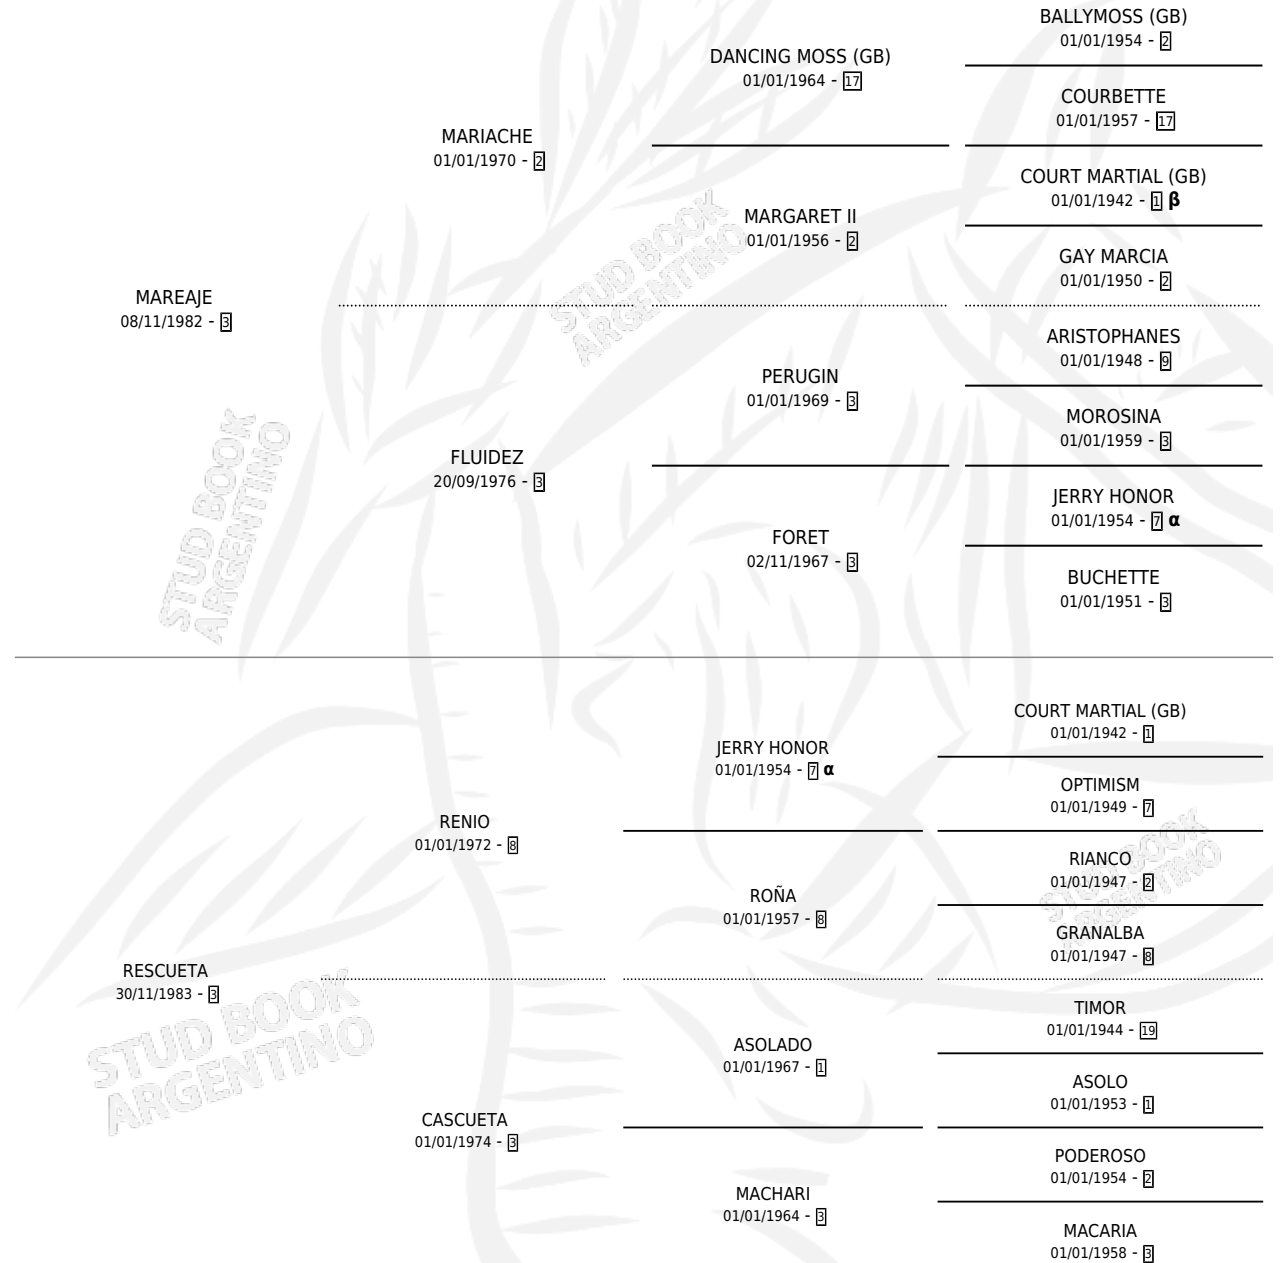 BALLYMOSS (GB)
01/01/1954 - 2
DANCING MOSS (GB)
01/01/1964 - 17
COURBETTE
01/01/1957 - 17
MARIACHE
01/01/1970 - 2
COURT MARTIAL (GB)
01/01/1942 - 1 β
MARGARET II
01/01/1956 - 2
GAY MARCIA
01/01/1950 - 2
MAREAJE
08/11/1982 - 3
ARISTOPHANES
01/01/1948 - 9
PERUGIN
01/01/1969 - 3
MOROSINA
01/01/1959 - 3
FLUIDEZ
20/09/1976 - 3
JERRY HONOR
01/01/1954 - 7 α
FORET
02/11/1967 - 3
BUCHETTE
01/01/1951 - 3
COURT MARTIAL (GB)
01/01/1942 - 1
JERRY HONOR
01/01/1954 - 7 α
OPTIMISM
01/01/1949 - 7
RENIO
01/01/1972 - 8
RIANCO
01/01/1947 - 2
ROÑA
01/01/1957 - 8
GRANALBA
01/01/1947 - 8
RESCUETA
30/11/1983 - 3
TIMOR
01/01/1944 - 19
ASOLADO
01/01/1967 - 1
ASOLO
01/01/1953 - 1
CASCUETA
01/01/1974 - 3
PODEROSO
01/01/1954 - 2
MACHARI
01/01/1964 - 3
MACARIA
01/01/1958 - 3
STUD BOOK
ARGENTINO
STUD BOOK
ARGENTINO
STUD BOOK
ARGENTINO
STUD BOOK
ARGENTINO